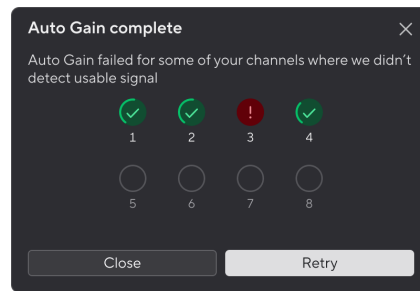 Auto Gain complete
Auto Gain failed for some of your channels where we didn't
detect usable signal
!
1 2 3 4
5 6 7 8
Close Retry